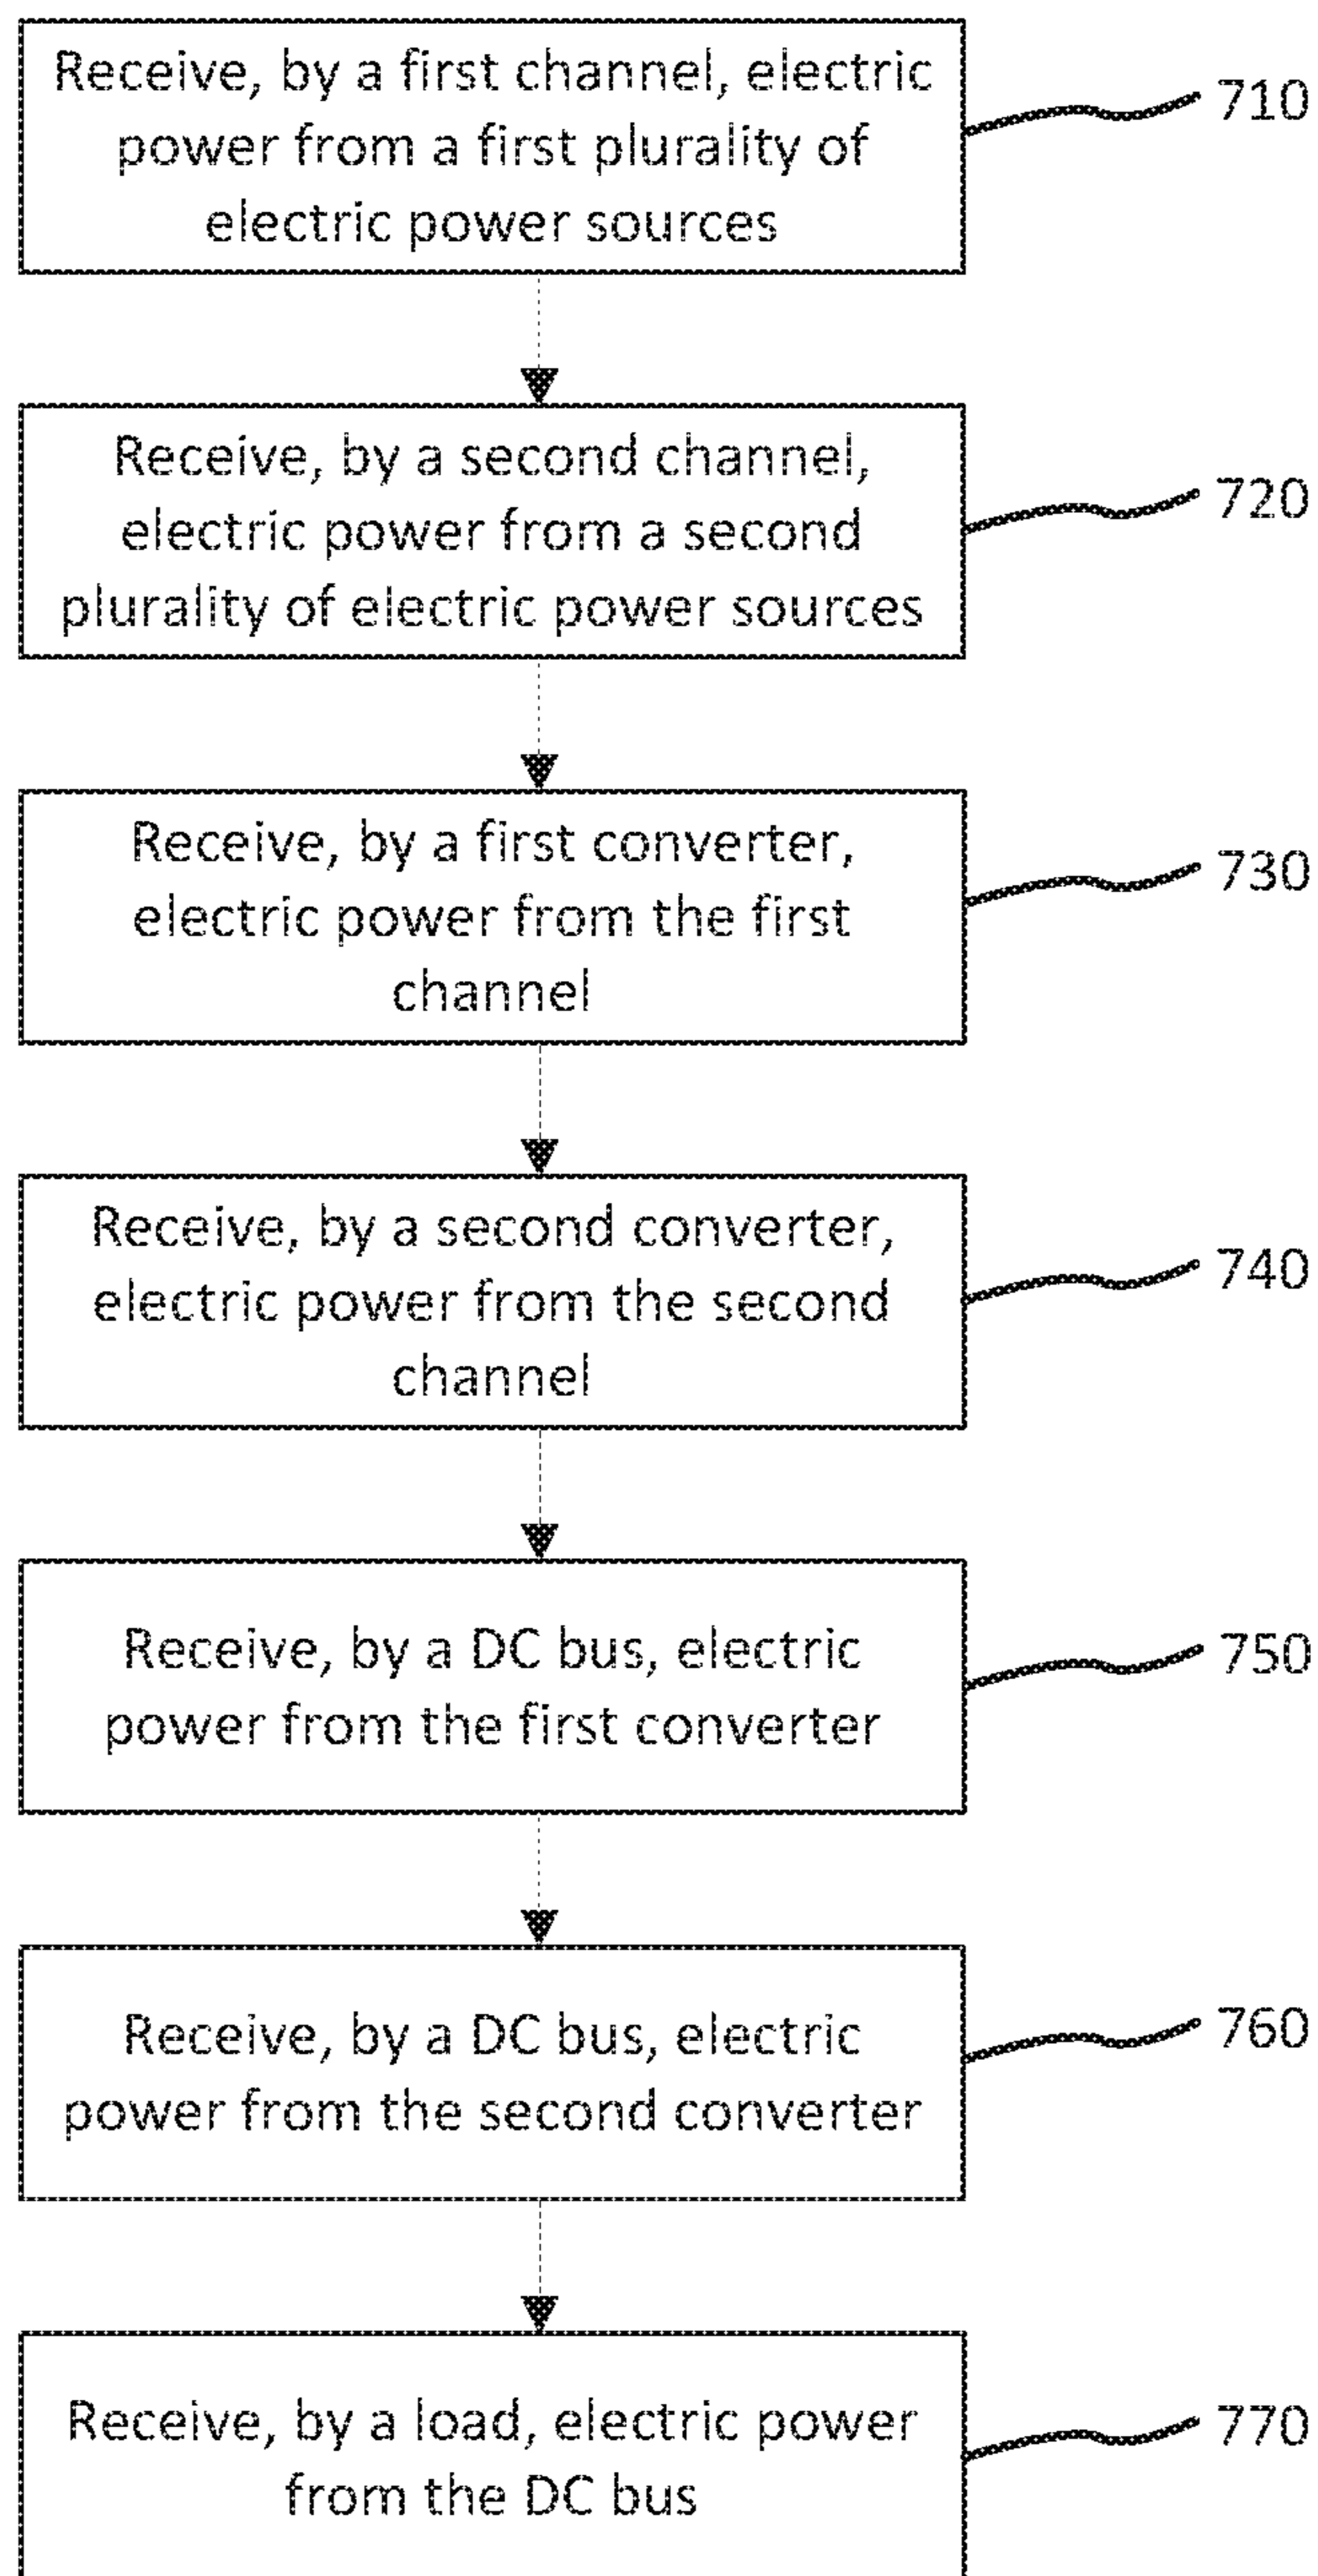 Receive, by a first channel, electric
power from a first plurality of
electric power sources
710
Receive, by a second channel,
electric power from a second
plurality of electric power sources
720
Receive, by a first converter,
electric power from the first
channel
730
Receive, by a second converter,
electric power from the second
channel
740
Receive, by a DC bus, electric
power from the first converter
750
Receive, by a DC bus, electric
power from the second converter
760
Receive, by a load, electric power
from the DC bus
770